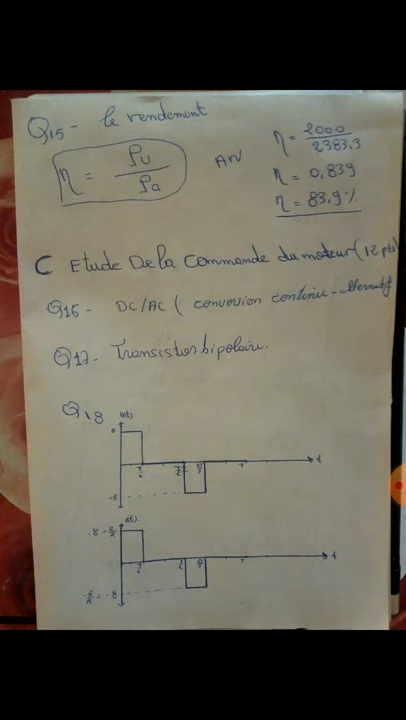 Q15- le rendement
η = Pu / Pa
AN
η = 2000 / 2383,3
η = 0,839
η = 83,9 %
C Etude De la Commande du moteur (12 pts)
Q16- DC/AC ( conversion continu - alternatif
Q17- Transistor bipolaire.
Q18
t
t